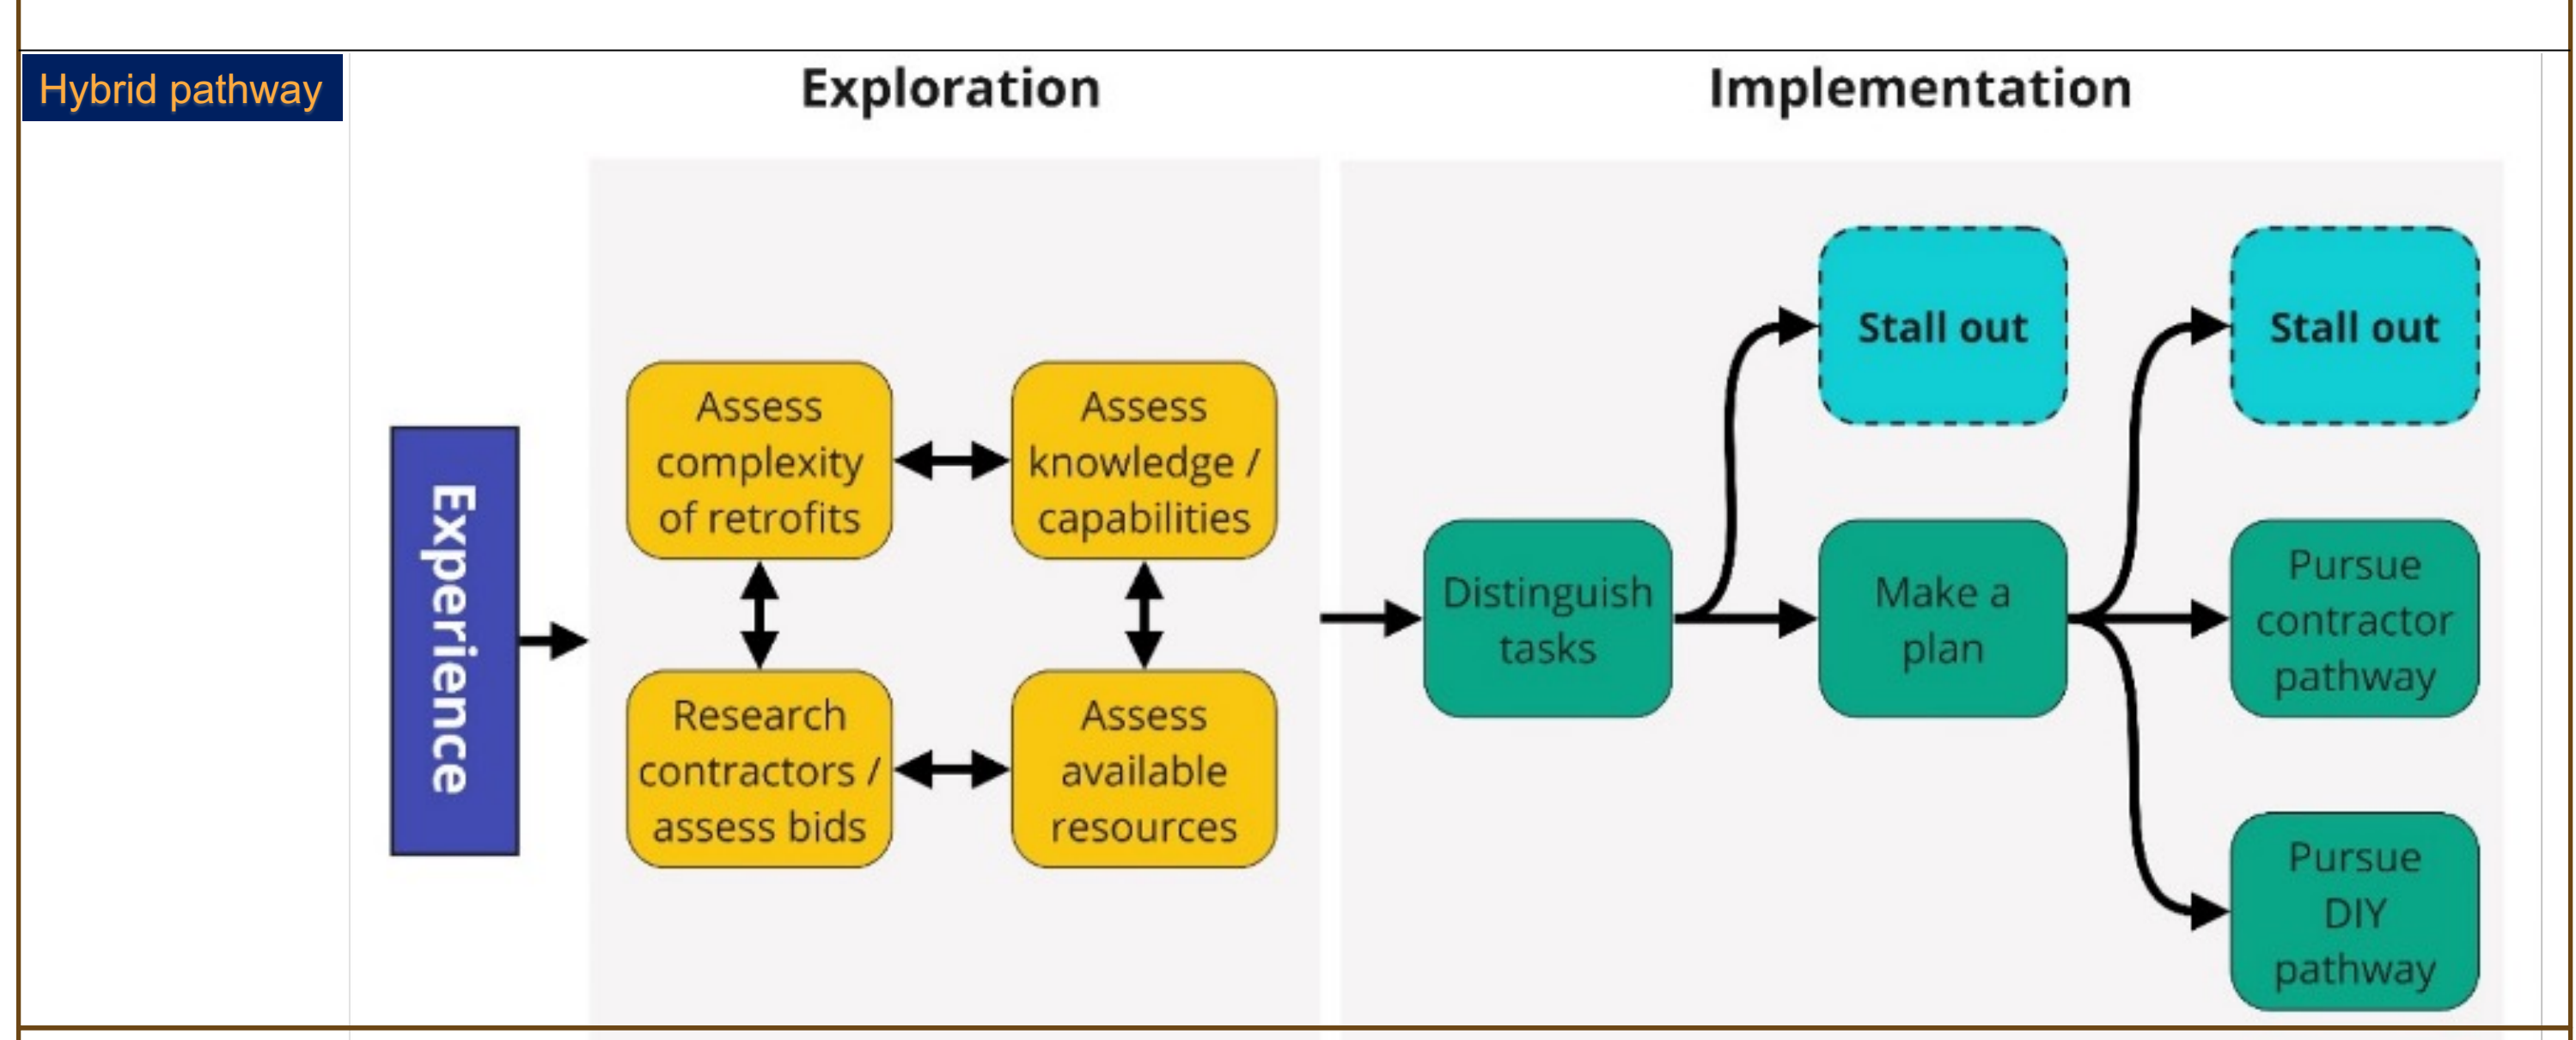 Hybrid pathway
Exploration
Implementation
Experience
Assess
complexity
of retrofits
Assess
knowledge /
capabilities
Research
contractors /
assess bids
Assess
available
resources
Distinguish
tasks
Stall out
Make a
plan
Stall out
Pursue
contractor
pathway
Pursue
DIY
pathway